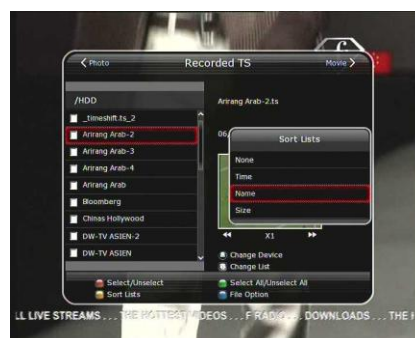 Photo
Recorded TS
Movie
/HDD
Arirang Arab-2.ts
_timeshift.ts_2
Arirang Arab-2
Arirang Arab-3
Arirang Arab-4
Arirang Arab
Bloomberg
Chinas Hollywood
DW-TV ASIEN-2
DW-TV ASIEN
06
Sort Lists
None
Time
Name
Size
X1
Change Device
Change List
Select/Unselect
Select All/Unselect All
Sort Lists
File Option
LL LIVE STREAMS... THE HOTTEST DEOS... F RADIO... DOWNLOADS... THE